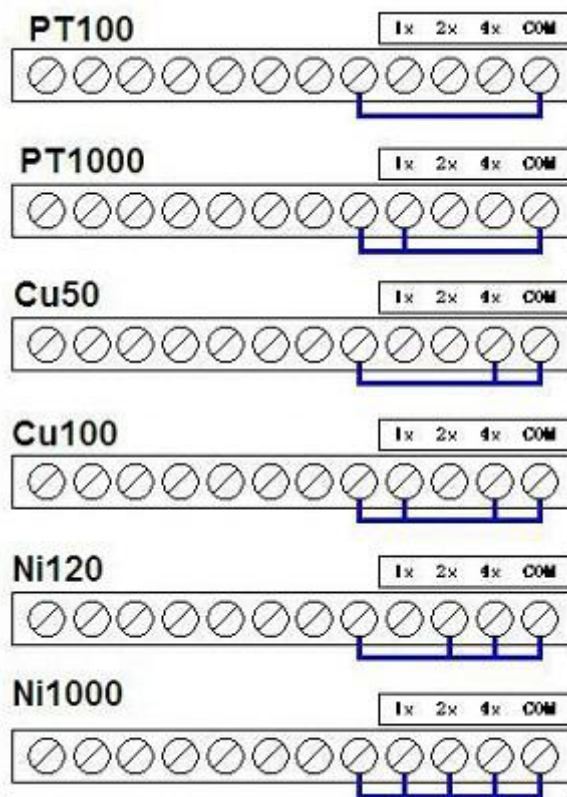 PT100
1x 2x 4x COM
PT1000
1x 2x 4x COM
Cu50
1x 2x 4x COM
Cu100
1x 2x 4x COM
Ni120
1x 2x 4x COM
Ni1000
1x 2x 4x COM